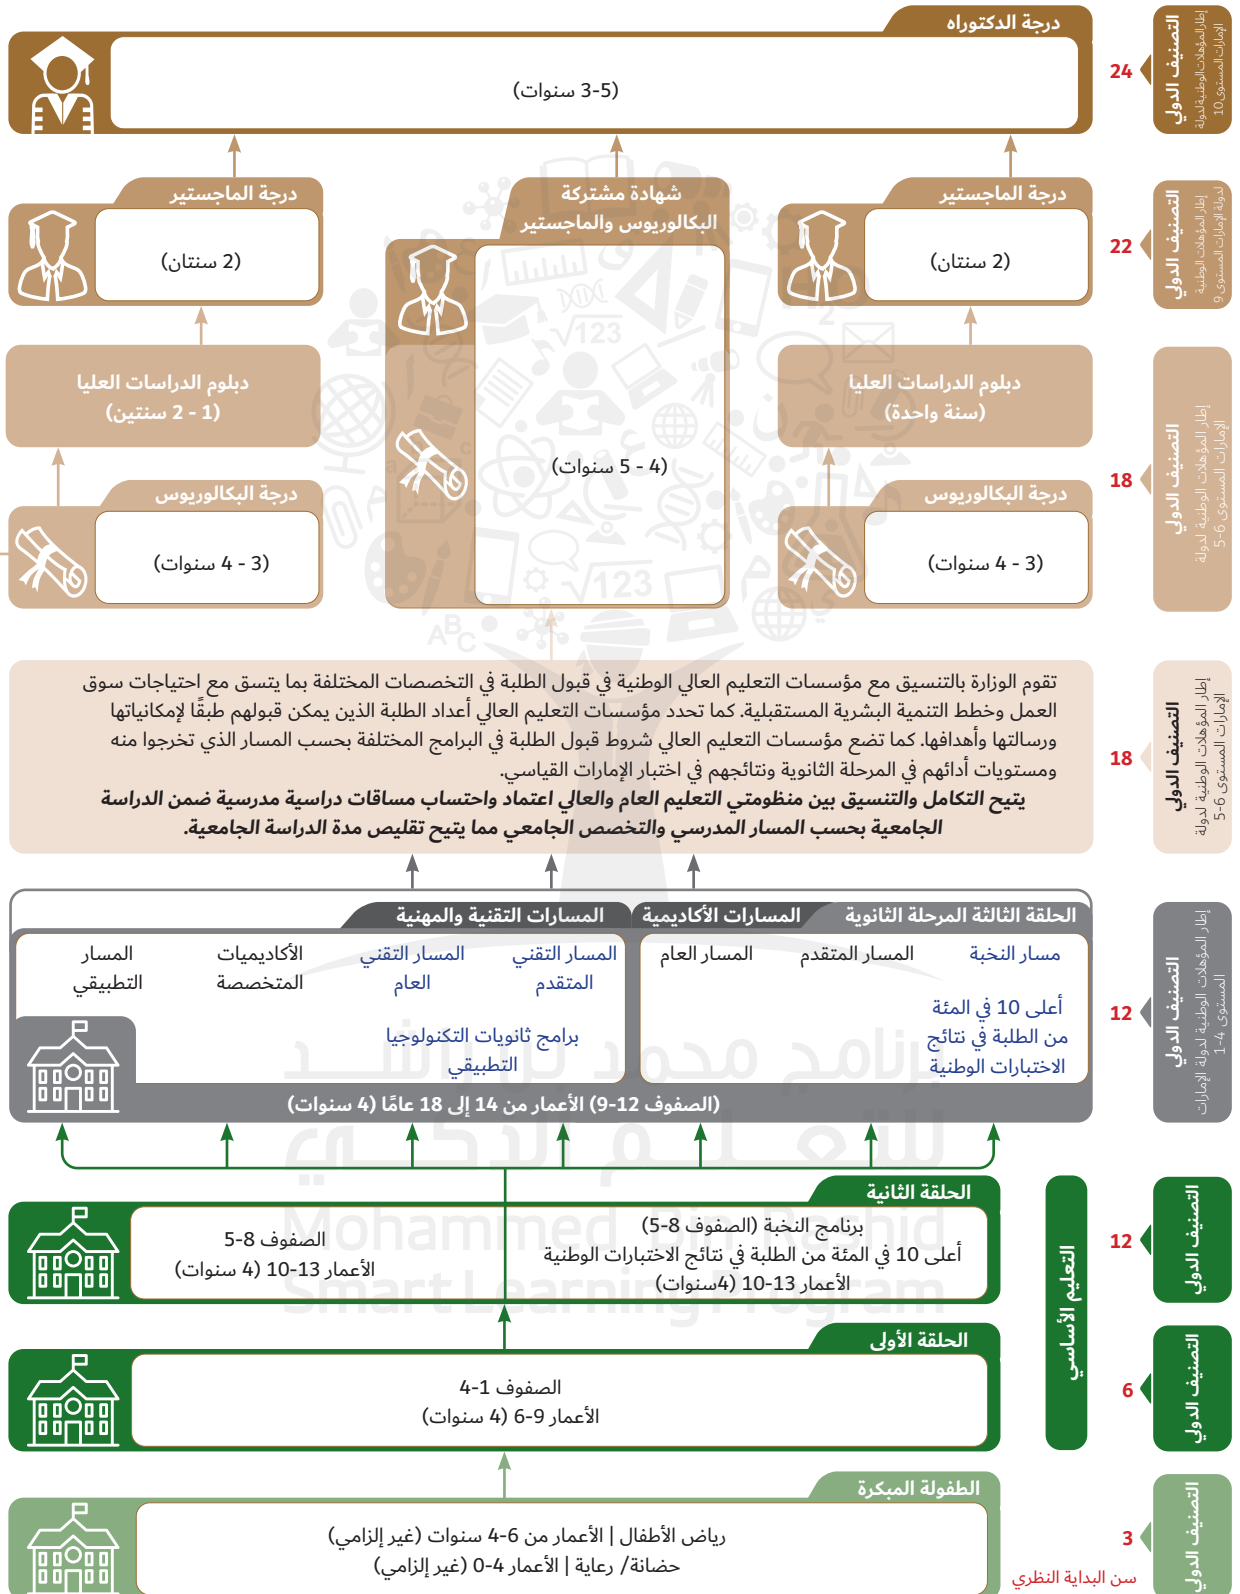 درجة الدكتوراه
(3-5 سنوات)
24
التصنيف الدولي
إطار المؤهلات الوطنية لدولة
الإمارات المستوى 10
درجة الماجستير
(2 سنتان)
شهادة مشتركة
البكالوريوس والماجستير
(4 - 5 سنوات)
درجة الماجستير
(2 سنتان)
22
التصنيف الدولي
إطار المؤهلات الوطنية
لدولة الإمارات المستوى 9
دبلوم الدراسات العليا
(سنة واحدة)
دبلوم الدراسات العليا
(1 - 2 سنتين)
درجة البكالوريوس
(3 - 4 سنوات)
درجة البكالوريوس
(3 - 4 سنوات)
18
التصنيف الدولي
إطار المؤهلات الوطنية لدولة
الإمارات المستوى 6-5
تقوم الوزارة بالتنسيق مع مؤسسات التعليم العالي الوطنية في قبول الطلبة في التخصصات المختلفة بما يتسق مع احتياجات سوق
العمل وخطط التنمية البشرية المستقبلية. كما تحدد مؤسسات التعليم العالي أعداد الطلبة الذين يمكن قبولهم طبقًا لإمكانياتها
ورسالتها وأهدافها. كما تضع مؤسسات التعليم العالي شروط قبول الطلبة في البرامج المختلفة بحسب المسار الذي تخرجوا منه
ومستويات أدائهم في المرحلة الثانوية ونتائجهم في اختبار الإمارات القياسي.
يتيح التكامل والتنسيق بين منظومتي التعليم العام والعالي اعتماد واحتساب مساقات دراسية مدرسية ضمن الدراسة
الجامعية بحسب المسار المدرسي والتخصص الجامعي مما يتيح تقليص مدة الدراسة الجامعية.
18
التصنيف الدولي
إطار المؤهلات الوطنية لدولة
الإمارات المستوى 6-5
الحلقة الثالثة المرحلة الثانوية
المسارات الأكاديمية
المسارات التقنية والمهنية
مسار النخبة
المسار المتقدم
المسار العام
أعلى 10 في المئة
من الطلبة في نتائج
الاختبارات الوطنية
المسار التقني
المتقدم
المسار التقني
العام
الأكاديميات
المتخصصة
المسار
التطبيقي
برامج ثانويات التكنولوجيا
التطبيقي
(الصفوف 12-9) الأعمار من 14 إلى 18 عامًا (4 سنوات)
12
التصنيف الدولي
إطار المؤهلات الوطنية لدولة الإمارات
المستوى 4-1
برنامج محمد بن راشد
للتعلم الذكي
Mohammed Bin Rashid
Smart Learning Program
الحلقة الثانية
برنامج النخبة (الصفوف 8-5)
أعلى 10 في المئة من الطلبة في نتائج الاختبارات الوطنية
الأعمار 13-10 (4سنوات)
الصفوف 8-5
الأعمار 13-10 (4 سنوات)
12
التصنيف الدولي
التعليم الأساسي
الحلقة الأولى
الصفوف 1-4
الأعمار 9-6 (4 سنوات)
6
التصنيف الدولي
الطفولة المبكرة
رياض الأطفال | الأعمار من 6-4 سنوات (غير إلزامي)
حضانة/ رعاية | الأعمار 4-0 (غير إلزامي)
3
سن البداية النظري
التصنيف الدولي